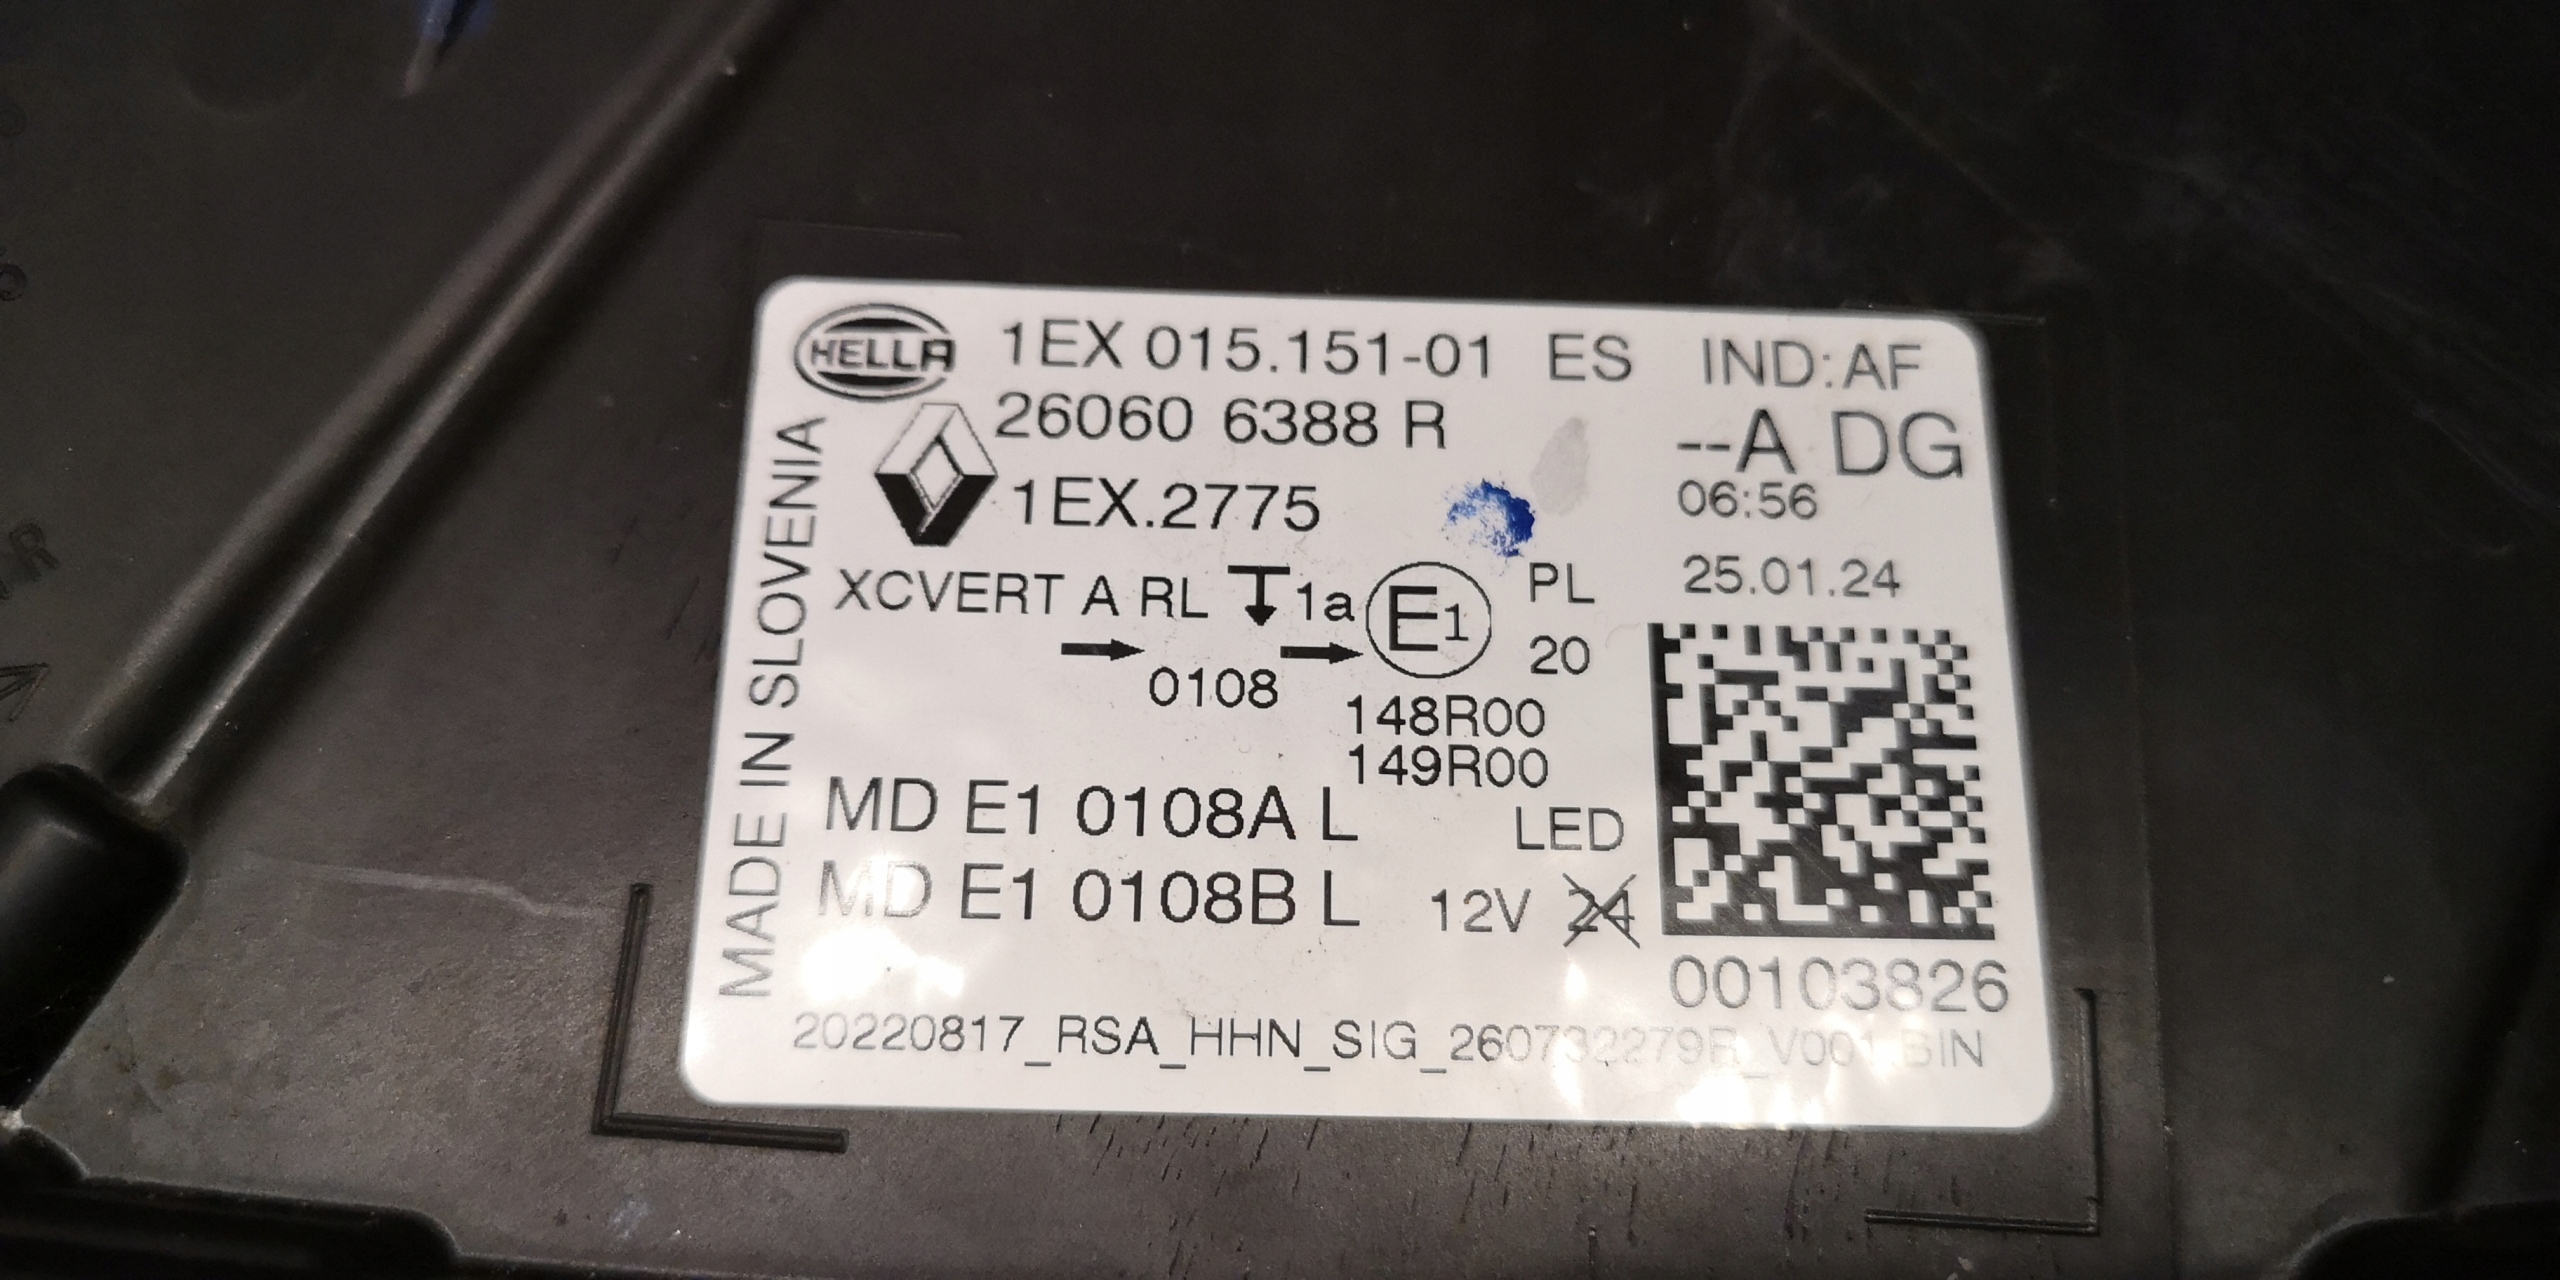 HELLA
1EX 015.151-01 ES IND:AF
26060 6388 R
--A DG
1EX.2775
06:56
MADE IN SLOVENIA
XCVERT A RL 1a E1 PL 25.01.24
0108
20
148R00
149R00
MD E1 0108A L
LED
MD E1 0108B L
12V 24
00103826
20220817_RSA_HHN_SIG_260732279R_V001.BIN